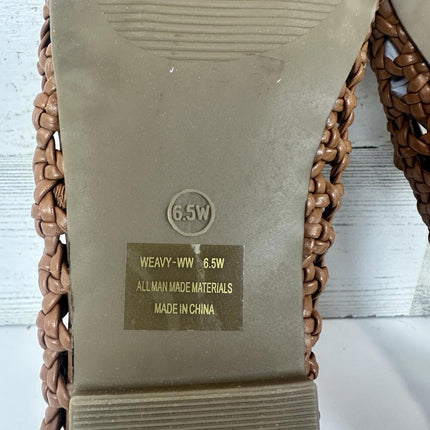 6.5W
WEAVY-WW 6.5W
ALL MAN MADE MATERIALS
MADE IN CHINA